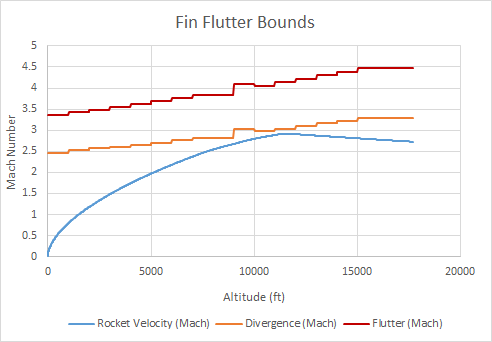 Fin Flutter Bounds
5
4.5
4
3.5
3
2.5
2
1.5
1
0.5
0
Mach Number
0 5000 10000 15000 20000
Altitude (ft)
Rocket Velocity (Mach) Divergence (Mach) Flutter (Mach)